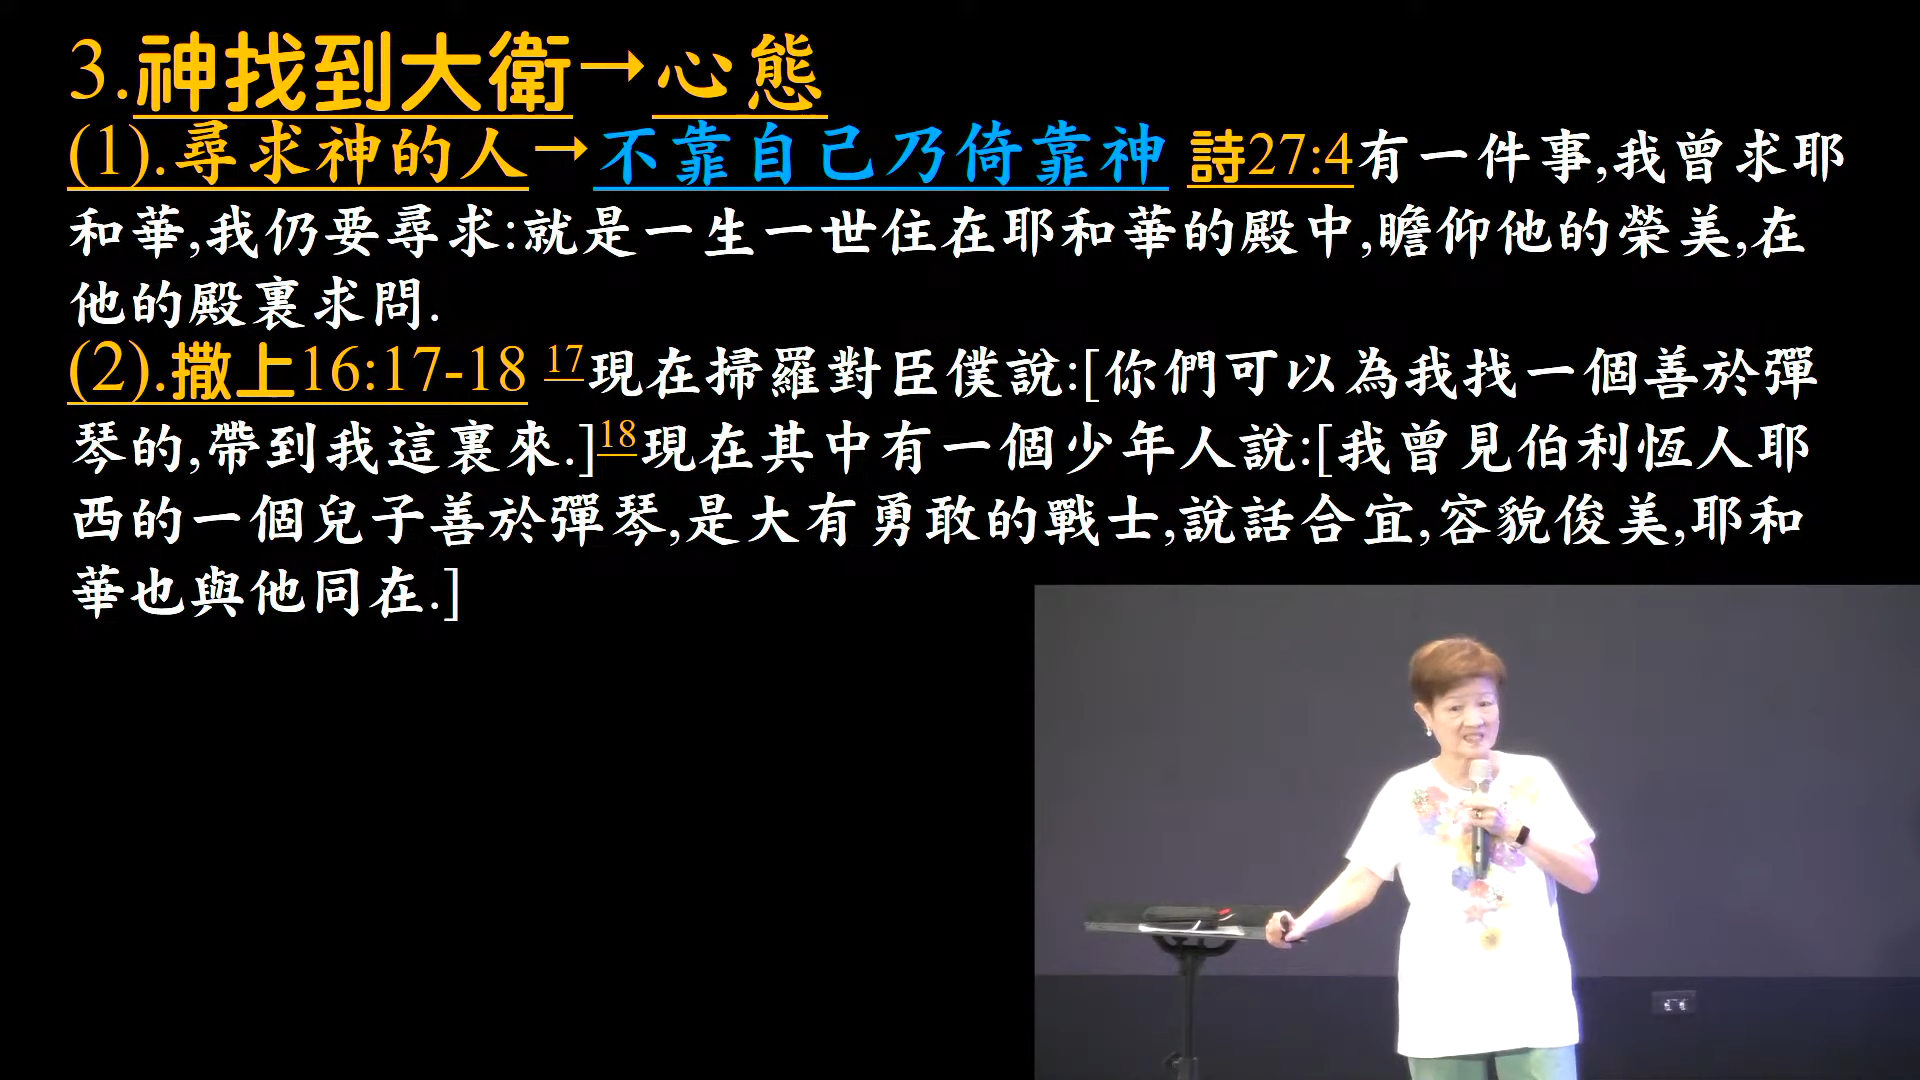 3.神找到大衛→心態
(1).尋求神的人→不靠自己乃倚靠神 詩27:4有一件事,我曾求耶
和華,我仍要尋求:就是一生一世住在耶和華的殿中,瞻仰他的榮美,在
他的殿裏求問.
(2).撒上16:17-18 17現在掃羅對臣僕說:[你們可以為我找一個善於彈
琴的,帶到我這裏來.]18現在其中有一個少年人說:[我曾見伯利恆人耶
西的一個兒子善於彈琴,是大有勇敢的戰士,說話合宜,容貌俊美,耶和
華也與他同在.]